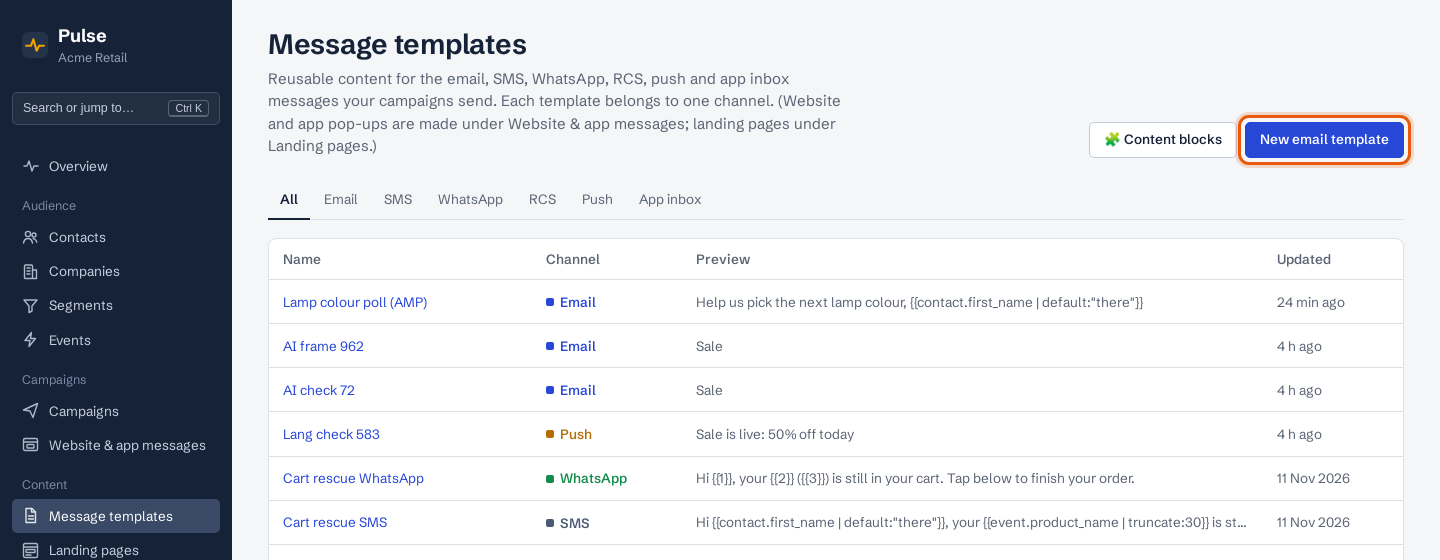 Pulse
Acme Retail
Search or jump to…
Ctrl K
Overview
Audience
Contacts
Companies
Segments
Events
Campaigns
Campaigns
Website & app messages
Content
Message templates
Landing pages
Message templates
Reusable content for the email, SMS, WhatsApp, RCS, push and app inbox
messages your campaigns send. Each template belongs to one channel. (Website
and app pop-ups are made under Website & app messages; landing pages under
Landing pages.)
Content blocks
New email template
All Email SMS WhatsApp RCS Push App inbox
Name Channel Preview Updated
Lamp colour poll (AMP) Email Help us pick the next lamp colour, {{contact.first_name | default:"there"}} 24 min ago
AI frame 962 Email Sale 4 h ago
AI check 72 Email Sale 4 h ago
Lang check 583 Push Sale is live: 50% off today 4 h ago
Cart rescue WhatsApp WhatsApp Hi {{1}}, your {{2}} ({{3}}) is still in your cart. Tap below to finish your order. 11 Nov 2026
Cart rescue SMS SMS Hi {{contact.first_name | default:"there"}}, your {{event.product_name | truncate:30}} is st… 11 Nov 2026